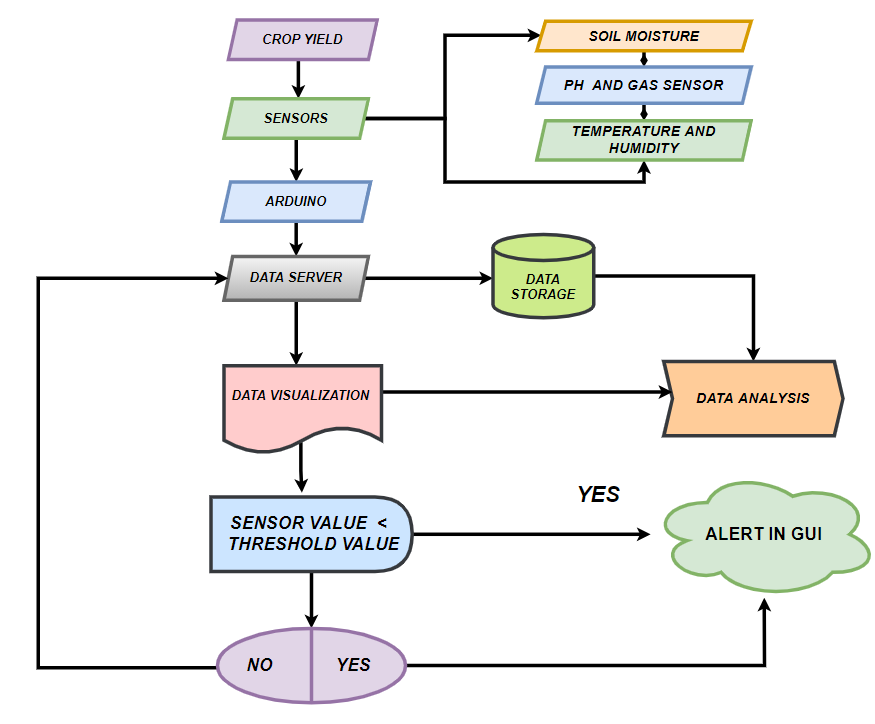 CROP YIELD
SOIL MOISTURE
PH AND GAS SENSOR
SENSORS
TEMPERATURE AND
HUMIDITY
ARDUINO
DATA SERVER
DATA
STORAGE
DATA VISUALIZATION
DATA ANALYSIS
YES
SENSOR VALUE <
THRESHOLD VALUE
ALERT IN GUI
NO
YES